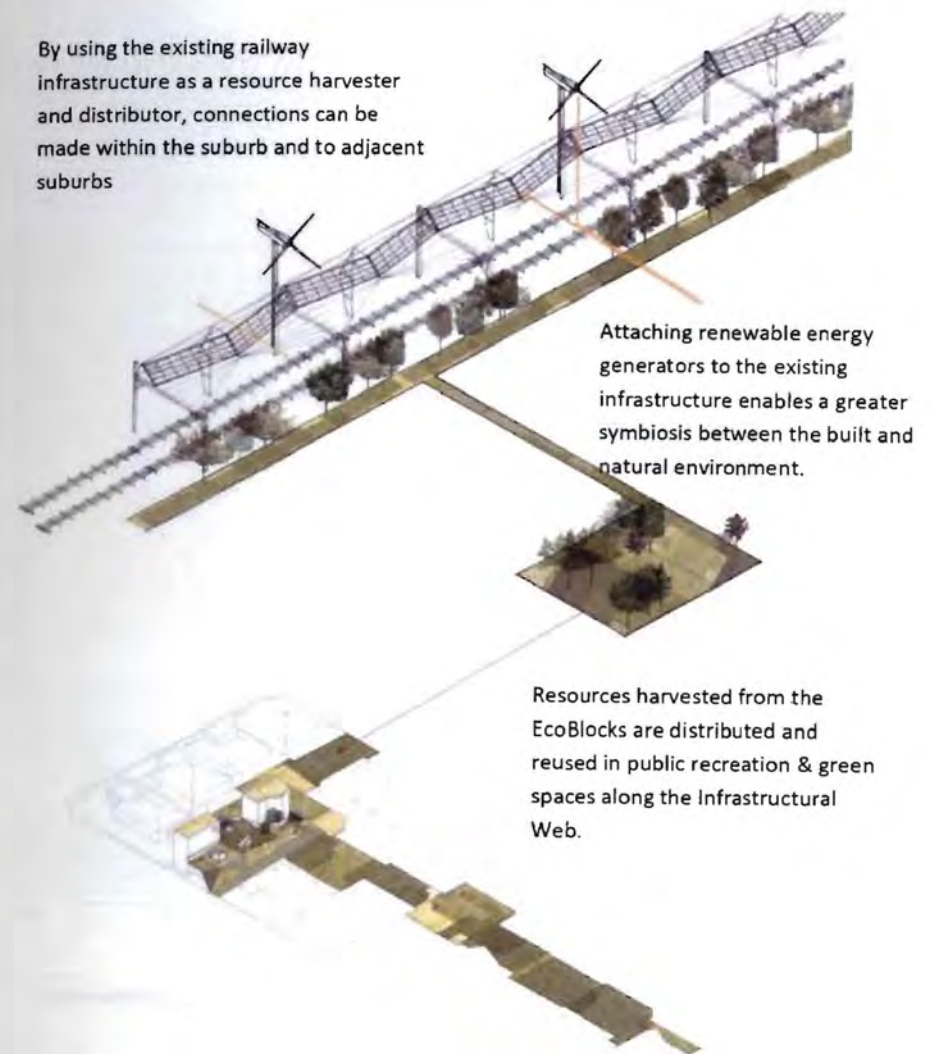 By using the existing railway
infrastructure as a resource harvester
and distributor, connections can be
made within the suburb and to adjacent
suburbs
Attaching renewable energy
generators to the existing
infrastructure enables a greater
symbiosis between the built and
natural environment.
Resources harvested from the
EcoBlocks are distributed and
reused in public recreation & green
spaces along the Infrastructural
Web.